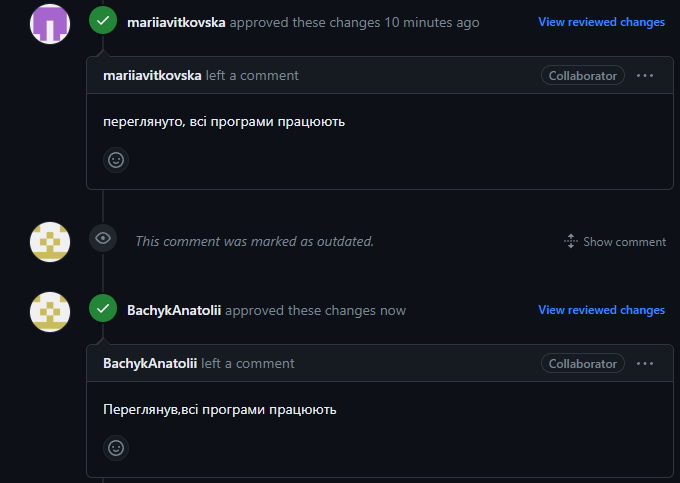 mariiavitkovska approved these changes 10 minutes ago View reviewed changes
mariiavitkovska left a comment Collaborator
переглянуто, всі програми працюють
This comment was marked as outdated. Show comment
BachykAnatolii approved these changes now View reviewed changes
BachykAnatolii left a comment Collaborator
Переглянув,всі програми працюють